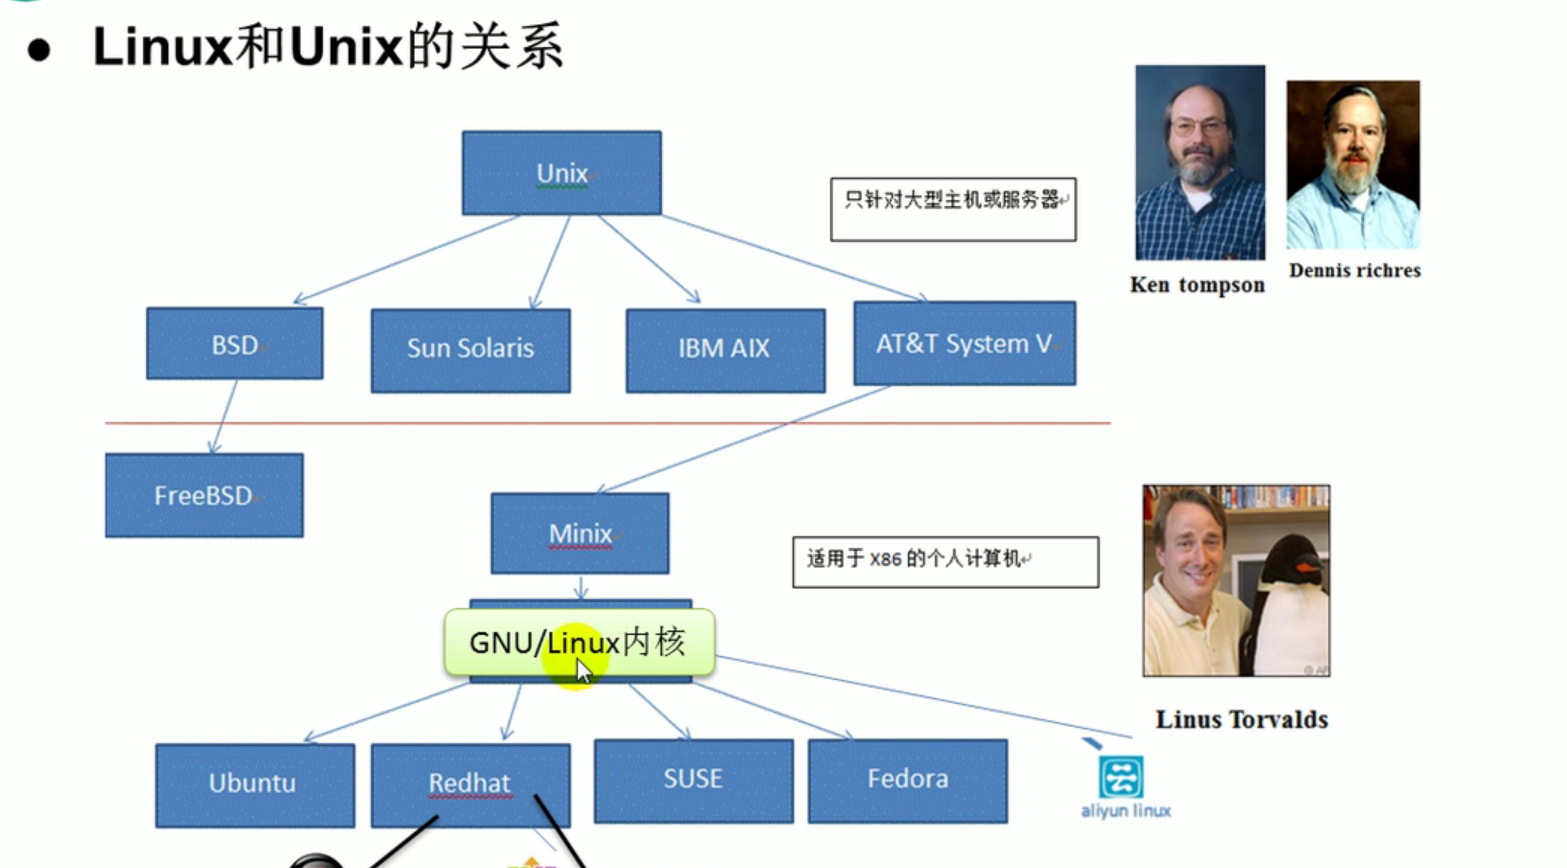 Linux和Unix的关系
Unix
只针对大型主机或服务器
Ken tompson
Dennis richres
BSD
Sun Solaris
IBM AIX
AT&T System V
FreeBSD
Minix
适用于 X86 的个人计算机
GNU/Linux内核
Linus Torvalds
Ubuntu
Redhat
SUSE
Fedora
aliyun linux